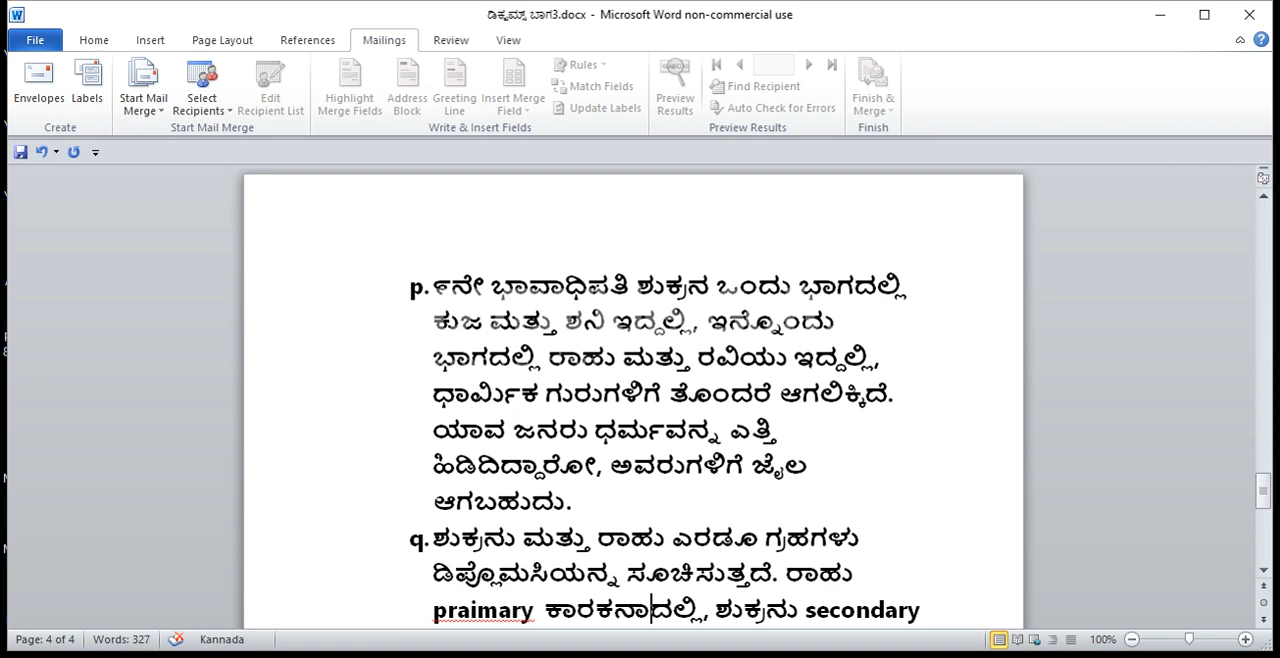 ಡಿಕ್ಕಮ್ಸ್ ಬಾಗ3.docx - Microsoft Word non-commercial use
File Home Insert Page Layout References Mailings Review View
Envelopes Labels Start Mail Merge Select Recipients Edit Recipient List Highlight Merge Fields Address Block Greeting Line Insert Merge Field Rules Match Fields Update Labels Preview Results Find Recipient Auto Check for Errors Finish & Merge
Create Start Mail Merge Write & Insert Fields Preview Results Finish
p. ೯ನೇ ಭಾವಾಧಿಪತಿ ಶುಕ್ರನ ಒಂದು ಭಾಗದಲ್ಲಿ
ಕುಜ ಮತ್ತು ಶನಿ ಇದ್ದಲ್ಲಿ, ಇನ್ನೊಂದು
ಭಾಗದಲ್ಲಿ ರಾಹು ಮತ್ತು ರವಿಯು ಇದ್ದಲ್ಲಿ,
ಧಾರ್ಮಿಕ ಗುರುಗಳಿಗೆ ತೊಂದರೆ ಆಗಲಿಕ್ಕಿದೆ.
ಯಾವ ಜನರು ಧರ್ಮವನ್ನ ಎತ್ತಿ
ಹಿಡಿದಿದ್ದಾರೋ, ಅವರುಗಳಿಗೆ ಜೈಲ
ಆಗಬಹುದು.
q. ಶುಕ್ರನು ಮತ್ತು ರಾಹು ಎರಡೂ ಗ್ರಹಗಳು
ಡಿಪ್ಲೊಮಸಿಯನ್ನ ಸೂಚಿಸುತ್ತದೆ. ರಾಹು
praimary ಕಾರಕನಾದಲ್ಲಿ, ಶುಕ್ರನು secondary
Page: 4 of 4 Words: 327 Kannada 100%